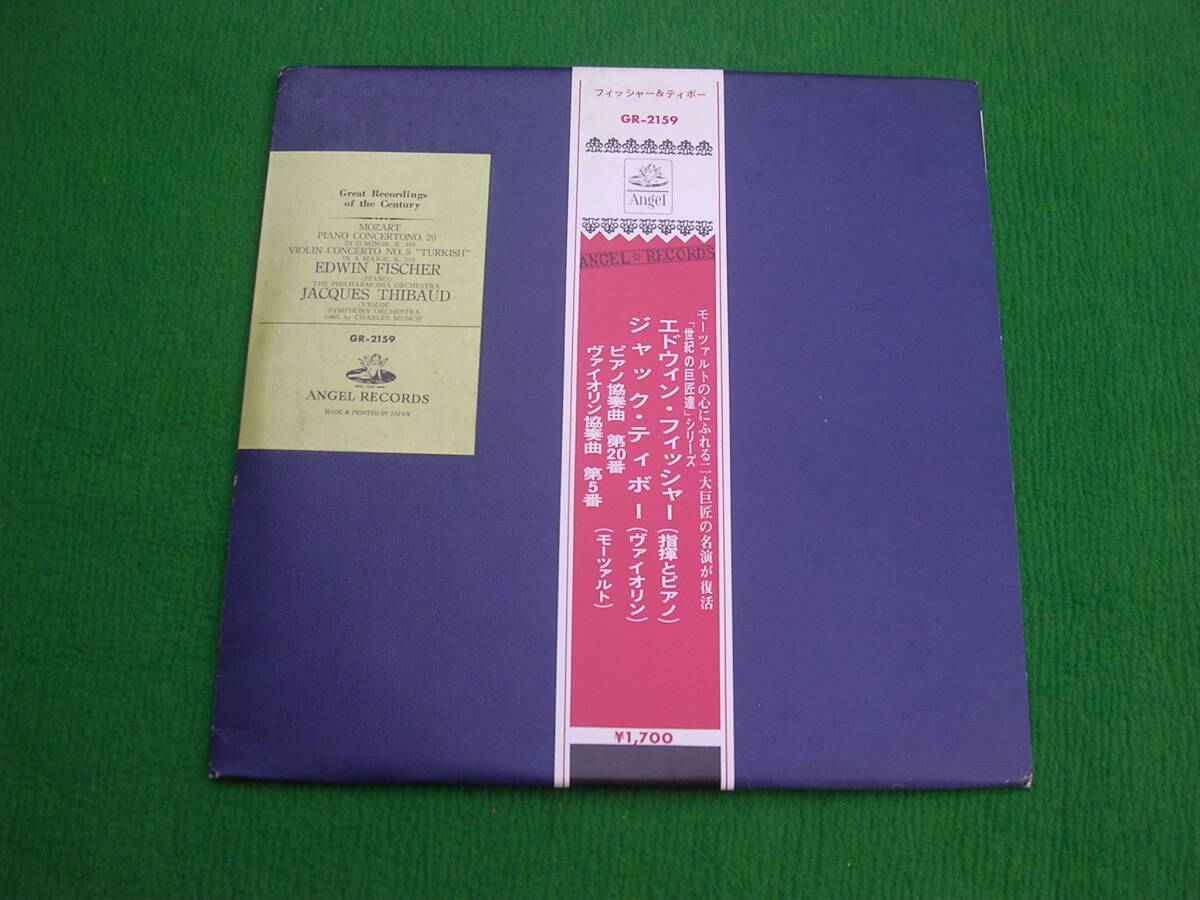 Great Recordings
of the Century
MOZART
PIANO CONCERTONO. 20
IN D MINOR, K. 466
VIOLIN CONCERTO NO. 5 "TURKISH"
IN A MAJOR, K. 219
EDWIN FISCHER
(PIANO)
THE PHILHARMONIA ORCHESTRA
JACQUES THIBAUD
(VIOLIN)
SYMPHONY ORCHESTRA
cond. by CHARLES MUNCH
GR-2159
ANGEL RECORDS
MADE & PRINTED IN JAPAN
フィッシャー&ティボー
GR-2159
Angel
ANGEL RECORDS
モーツァルトの心にふれる二大巨匠の名演が復活
「世紀の巨匠達」シリーズ
エドウィン・フィッシャー(指揮とピアノ)
ジャック・ティボー(ヴァイオリン)
ピアノ協奏曲 第20番
ヴァイオリン協奏曲 第5番
(モーツァルト)
¥1,700